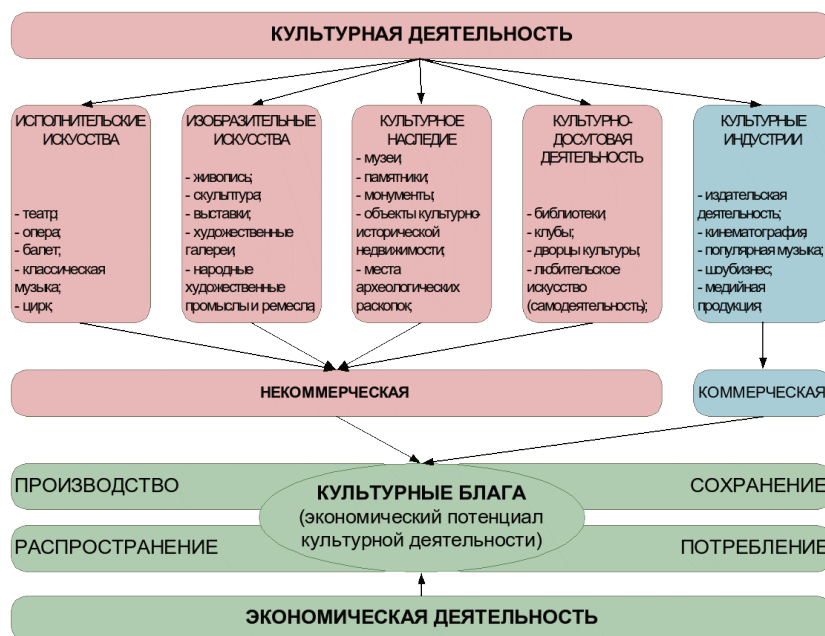 КУЛЬТУРНАЯ ДЕЯТЕЛЬНОСТЬ
ИСПОЛНИТЕЛЬСКИЕ
ИСКУССТВА
- театр;
- опера;
- балет;
- классическая
музыка;
- цирк;
ИЗОБРАЗИТЕЛЬНЫЕ
ИСКУССТВА
- живопись;
- скульптура;
- выставки;
- художественные
галереи;
- народные
художественные
промыслы и ремесла;
КУЛЬТУРНОЕ
НАСЛЕДИЕ
- музеи;
- памятники;
- монументы;
- объекты культурно-
исторической
недвижимости;
- места
археологических
раскопок;
КУЛЬТУРНО-
ДОСУГОВАЯ
ДЕЯТЕЛЬНОСТЬ
- библиотеки;
- клубы;
- дворцы культуры;
- любительское
искусство
(самодеятельность);
КУЛЬТУРНЫЕ
ИНДУСТРИИ
- издательская
деятельность;
- кинематография;
- популярная музыка;
- шоубизнес;
- медийная
продукция;
НЕКОММЕРЧЕСКАЯ
КОММЕРЧЕСКАЯ
ПРОИЗВОДСТВО
СОХРАНЕНИЕ
КУЛЬТУРНЫЕ БЛАГА
(экономический потенциал
культурной деятельности)
РАСПРОСТРАНЕНИЕ
ПОТРЕБЛЕНИЕ
ЭКОНОМИЧЕСКАЯ ДЕЯТЕЛЬНОСТЬ